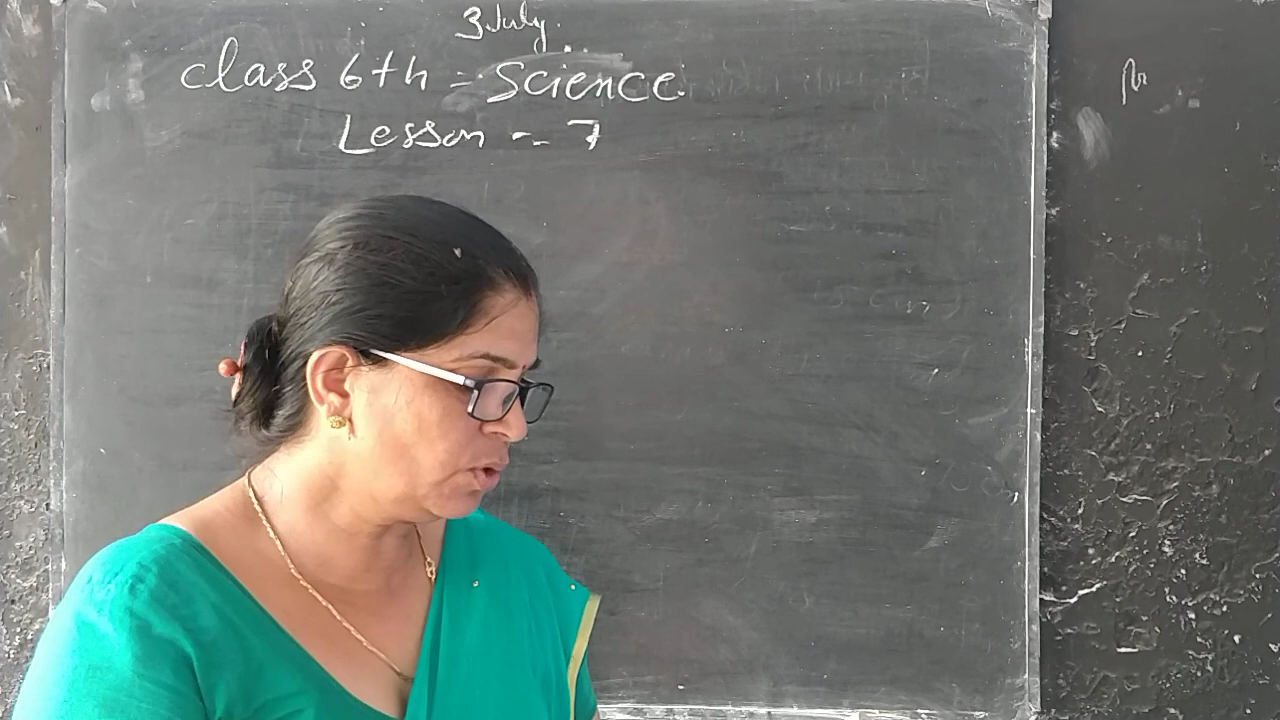 3 July.
Class 6th = Science.
Lesson - 7